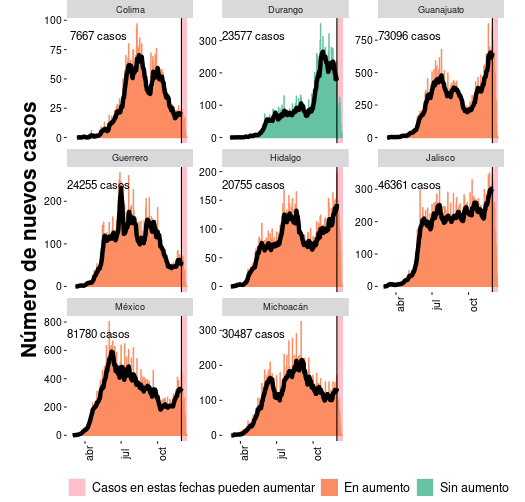 Colima
Durango
Guanajuato
100
75
50
25
0
7667 casos
300
200
100
0
23577 casos
750
500
250
0
73096 casos
Número de nuevos casos
Guerrero
Hidalgo
Jalisco
200
100
0
24255 casos
200
150
100
50
0
20755 casos
300
200
100
0
46361 casos
abr
jul
oct
México
Michoacán
800
600
400
200
0
81780 casos
300
200
100
0
30487 casos
abr
jul
oct
abr
jul
oct
Casos en estas fechas pueden aumentar
En aumento
Sin aumento